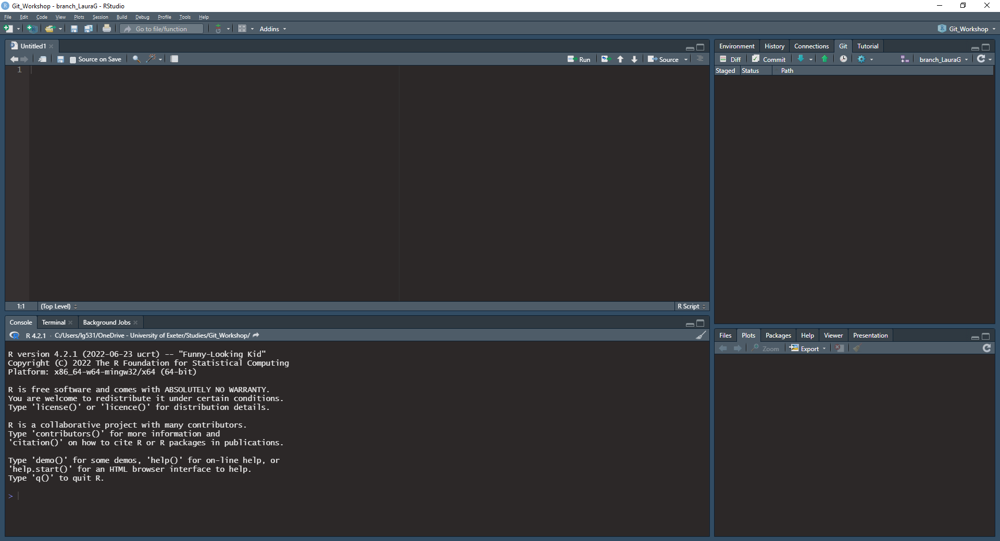 Git_Workshop - branch_LauraG - RStudio
File Edit Code View Plots Session Build Debug Profile Tools Help
Go to file/function Addins Git_Workshop
Untitled1
Source on Save Run Source
1
1:1 (Top Level) R Script
Console Terminal Background Jobs
R 4.2.1 · C:/Users/lg531/OneDrive - University of Exeter/Studies/Git_Workshop/
R version 4.2.1 (2022-06-23 ucrt) -- "Funny-Looking Kid"
Copyright (C) 2022 The R Foundation for Statistical Computing
Platform: x86_64-w64-mingw32/x64 (64-bit)
R is free software and comes with ABSOLUTELY NO WARRANTY.
You are welcome to redistribute it under certain conditions.
Type 'license()' or 'licence()' for distribution details.
R is a collaborative project with many contributors.
Type 'contributors()' for more information and
'citation()' on how to cite R or R packages in publications.
Type 'demo()' for some demos, 'help()' for on-line help, or
'help.start()' for an HTML browser interface to help.
Type 'q()' to quit R.
>
Environment History Connections Git Tutorial
Diff Commit branch_LauraG
Staged Status Path
Files Plots Packages Help Viewer Presentation
Zoom Export